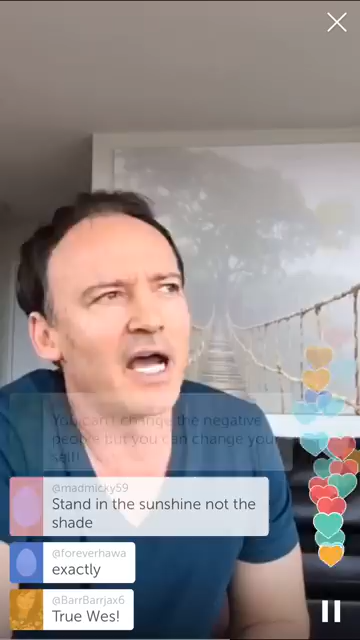 You can't change the negative
people but you can change your
self!
@madmicky59
Stand in the sunshine not the
shade
@foreverhawa
exactly
@BarrBarrjax6
True Wes!